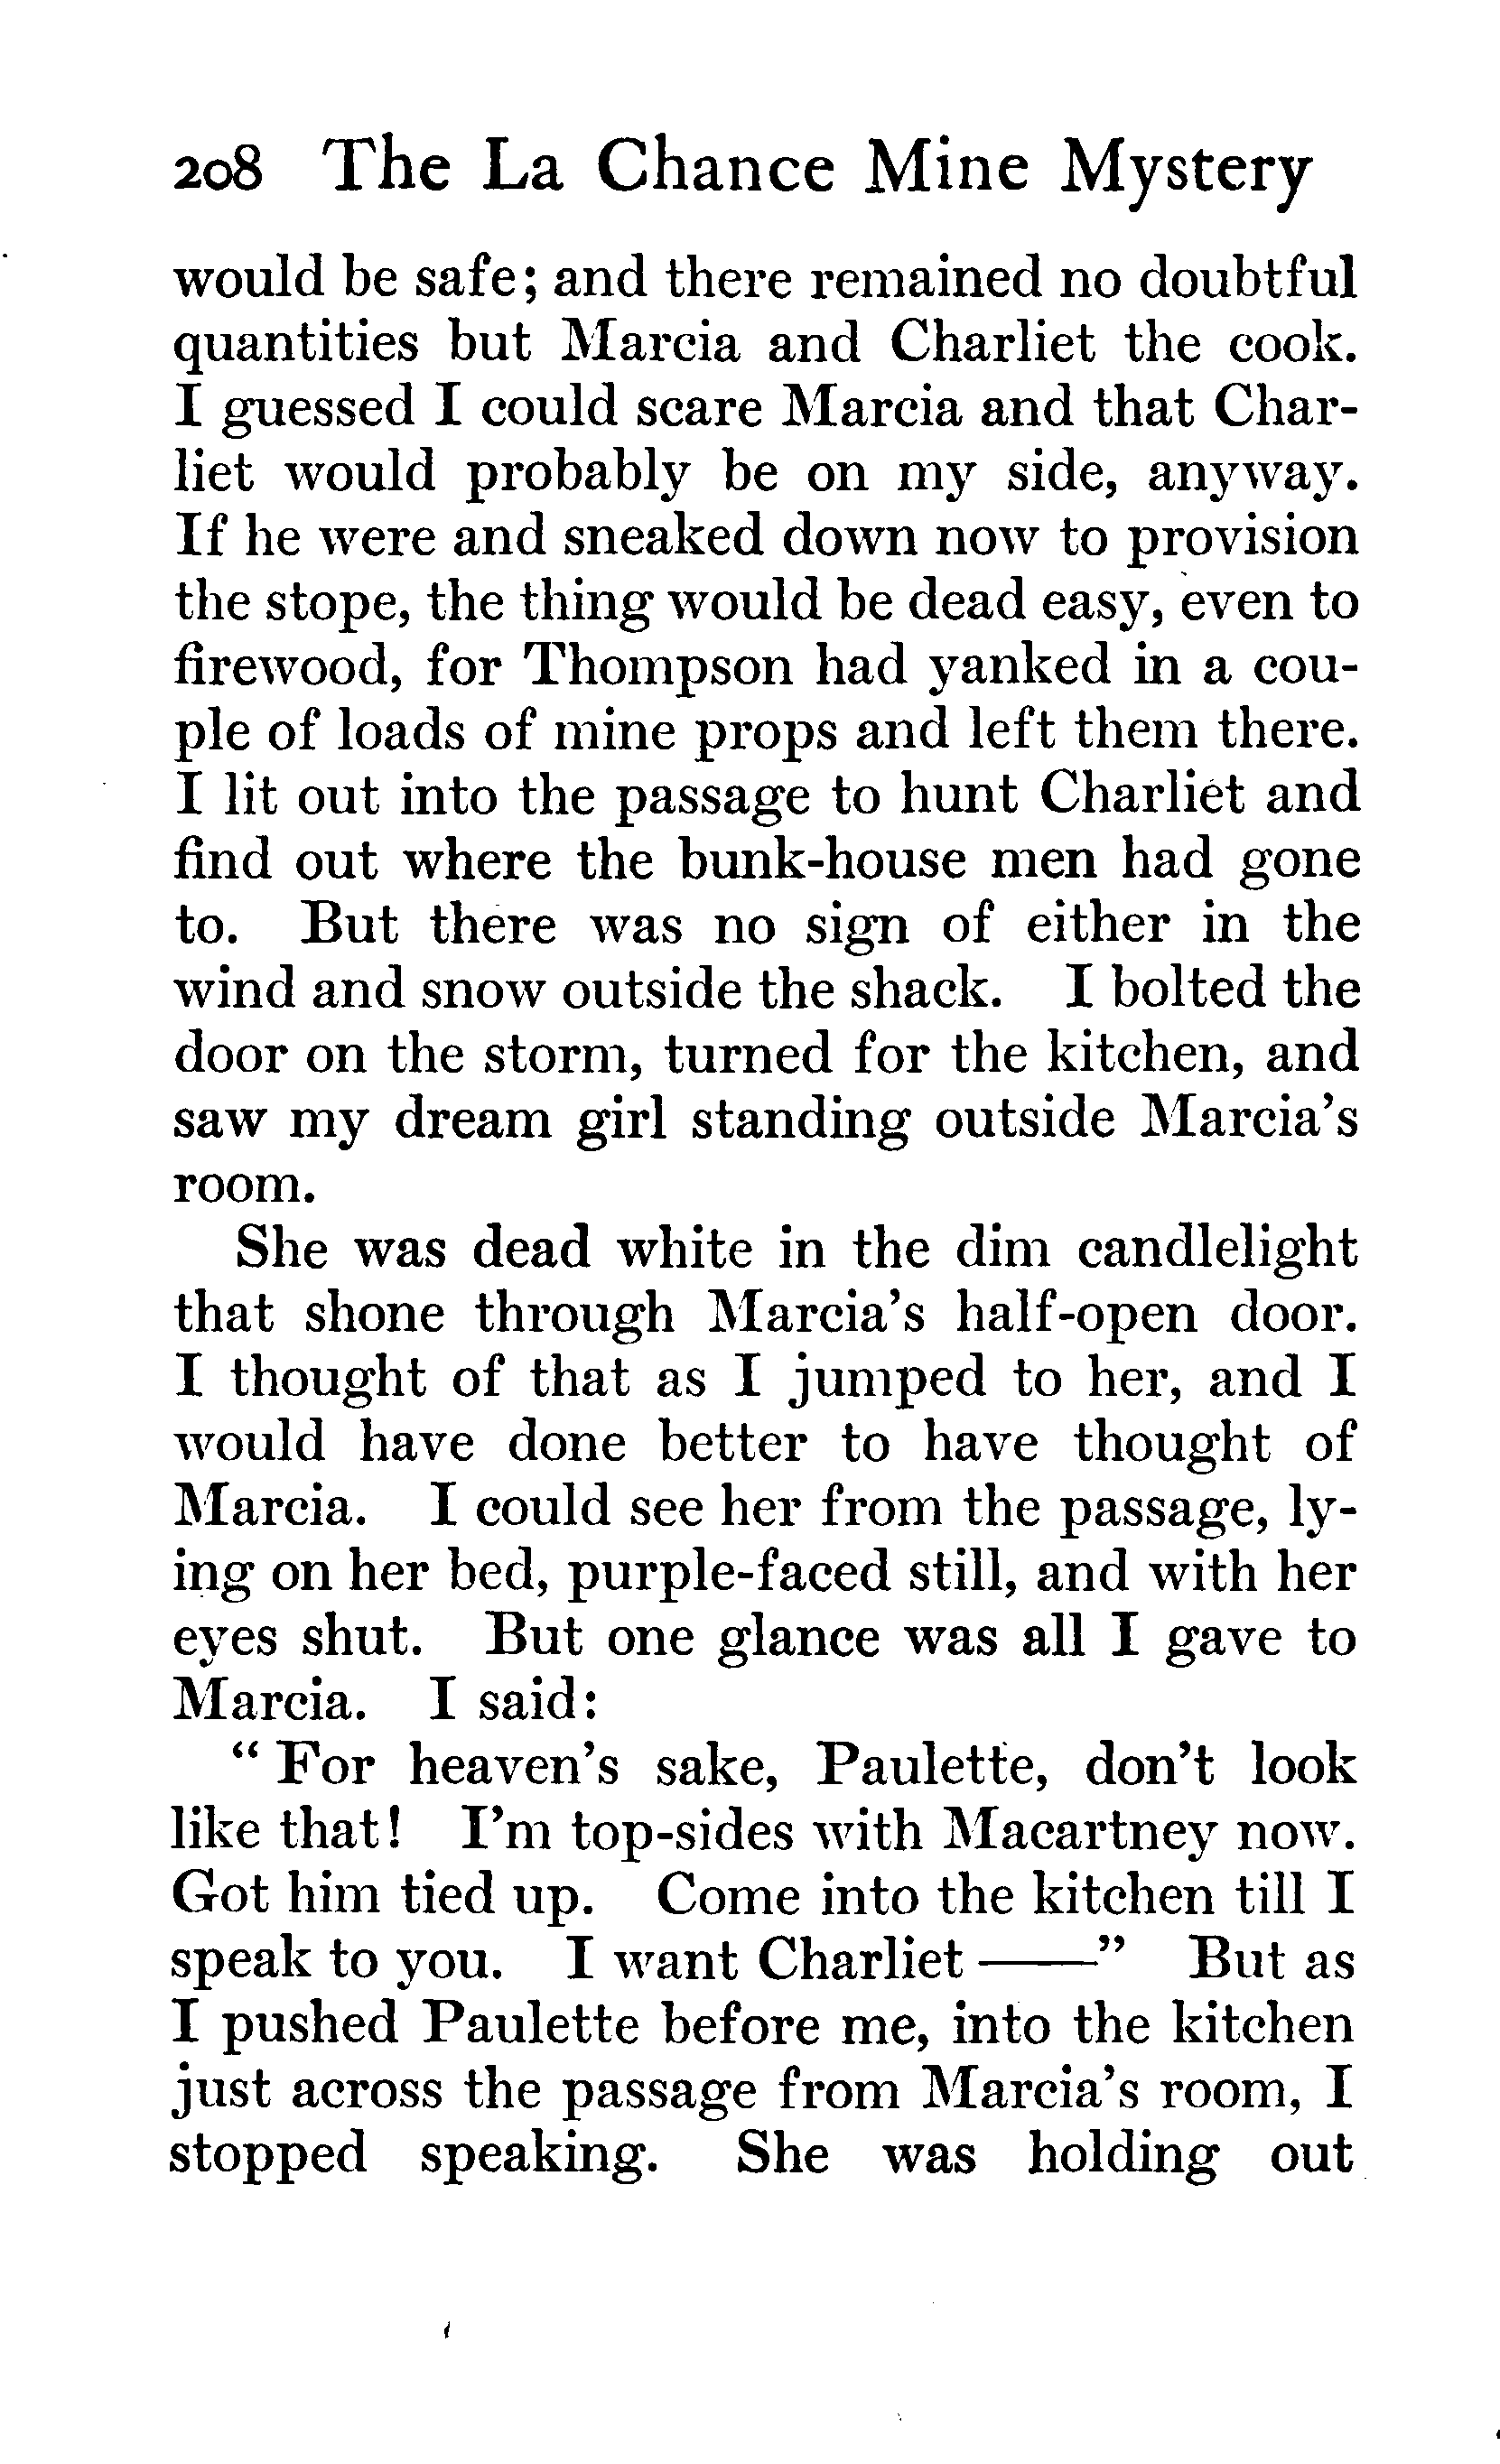 208 The La Chance Mine Mystery
would be safe; and there remained no doubtful
quantities but Marcia and Charliet the cook.
I guessed I could scare Marcia and that Char-
liet would probably be on my side, anyway.
If he were and sneaked down now to provision
the stope, the thing would be dead easy, even to
firewood, for Thompson had yanked in a cou-
ple of loads of mine props and left them there.
I lit out into the passage to hunt Charliet and
find out where the bunk-house men had gone
to. But there was no sign of either in the
wind and snow outside the shack. I bolted the
door on the storm, turned for the kitchen, and
saw my dream girl standing outside Marcia's
room.
She was dead white in the dim candlelight
that shone through Marcia's half-open door.
I thought of that as I jumped to her, and I
would have done better to have thought of
Marcia. I could see her from the passage, ly-
ing on her bed, purple-faced still, and with her
eyes shut. But one glance was all I gave to
Marcia. I said:
"For heaven's sake, Paulette, don't look
like that! I'm top-sides with Macartney now.
Got him tied up. Come into the kitchen till I
speak to you. I want Charliet ——" But as
I pushed Paulette before me, into the kitchen
just across the passage from Marcia's room, I
stopped speaking. She was holding out